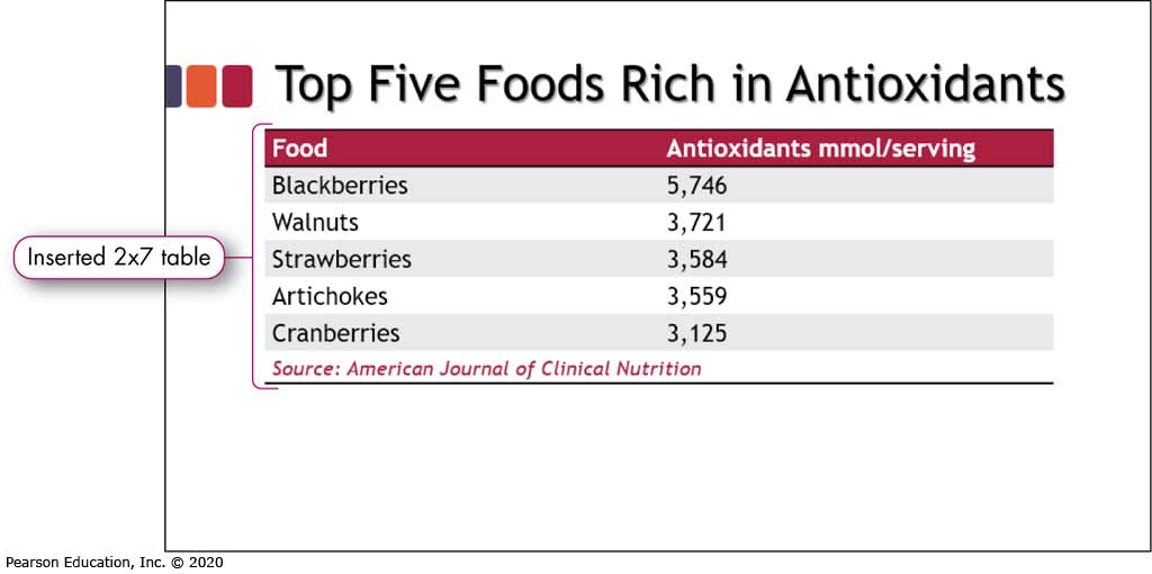 Top Five Foods Rich in Antioxidants
Food Antioxidants mmol/serving
Blackberries 5,746
Walnuts 3,721
Inserted 2x7 table
Strawberries 3,584
Artichokes 3,559
Cranberries 3,125
Source: American Journal of Clinical Nutrition
Pearson Education, Inc. © 2020